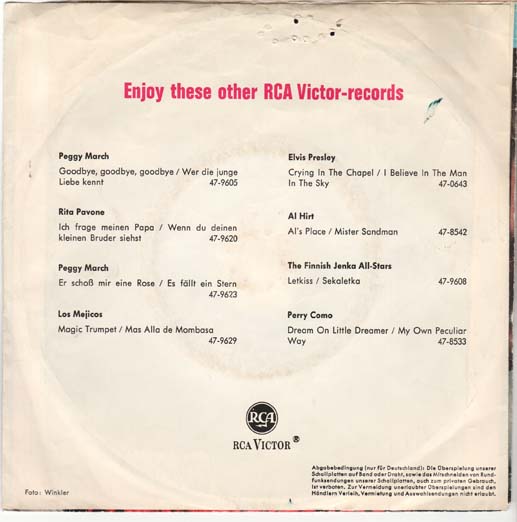 Enjoy these other RCA Victor-records
Peggy March
Goodbye, goodbye, goodbye / Wer die junge
Liebe kennt 47-9605
Rita Pavone
Ich frage meinen Papa / Wenn du deinen
kleinen Bruder siehst 47-9620
Peggy March
Er schoß mir eine Rose / Es fällt ein Stern
47-9623
Los Mejicos
Magic Trumpet / Mas Alla de Mombasa
47-9629
Elvis Presley
Crying In The Chapel / I Believe In The Man
In The Sky 47-0643
Al Hirt
Al's Place / Mister Sandman 47-8542
The Finnish Jenka All-Stars
Letkiss / Sekaletka 47-9608
Perry Como
Dream On Little Dreamer / My Own Peculiar
Way 47-8533
RCA
RCA VICTOR ®
Foto: Winkler
Abgabebedingung (nur für Deutschland): Die Überspielung unserer
Schallplatten auf Band oder Draht, sowie das Mitschneiden von Rund-
funksendungen unserer Schallplatten, auch zum privaten Gebrauch,
ist verboten. Zur Vermeidung unerlaubter Überspielungen sind den
Händlern Verleih, Vermietung und Auswahlsendungen nicht erlaubt.